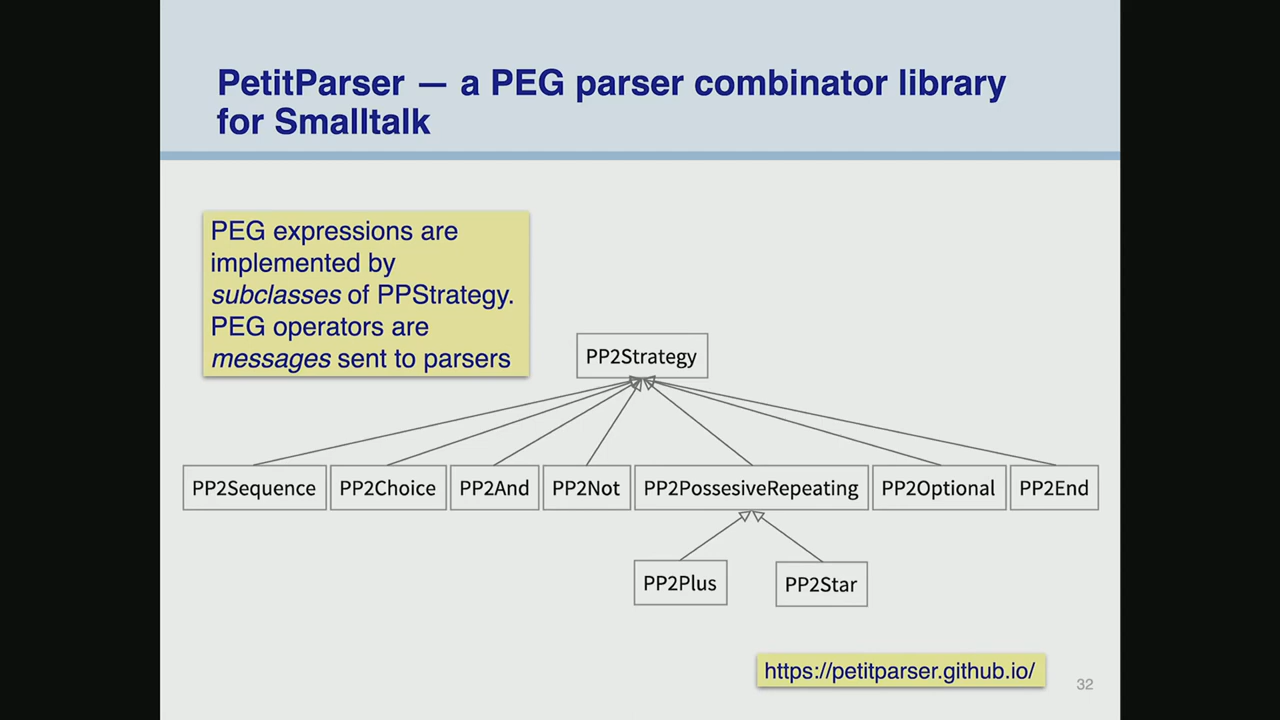 PetitParser — a PEG parser combinator library
for Smalltalk
PEG expressions are
implemented by
subclasses of PPStrategy.
PEG operators are
messages sent to parsers
PP2Strategy
PP2Sequence PP2Choice PP2And PP2Not PP2PossesiveRepeating PP2Optional PP2End
PP2Plus PP2Star
https://petitparser.github.io/
32